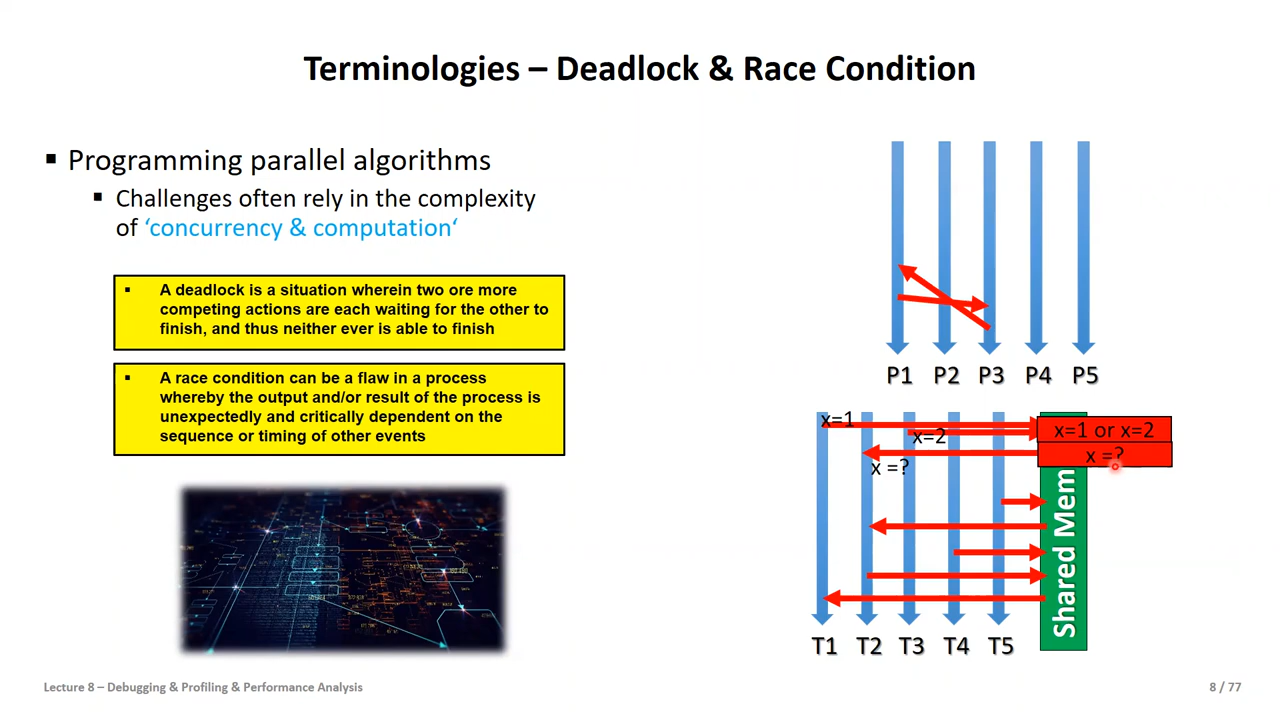 Terminologies – Deadlock & Race Condition
▪ Programming parallel algorithms
▪ Challenges often rely in the complexity
of ‘concurrency & computation‘
▪ A deadlock is a situation wherein two ore more
competing actions are each waiting for the other to
finish, and thus neither ever is able to finish
▪ A race condition can be a flaw in a process
whereby the output and/or result of the process is
unexpectedly and critically dependent on the
sequence or timing of other events
P1 P2 P3 P4 P5
x=1
x=2
x =?
x=1 or x=2
x =?
Shared Mem
T1 T2 T3 T4 T5
Lecture 8 – Debugging & Profiling & Performance Analysis
8 / 77